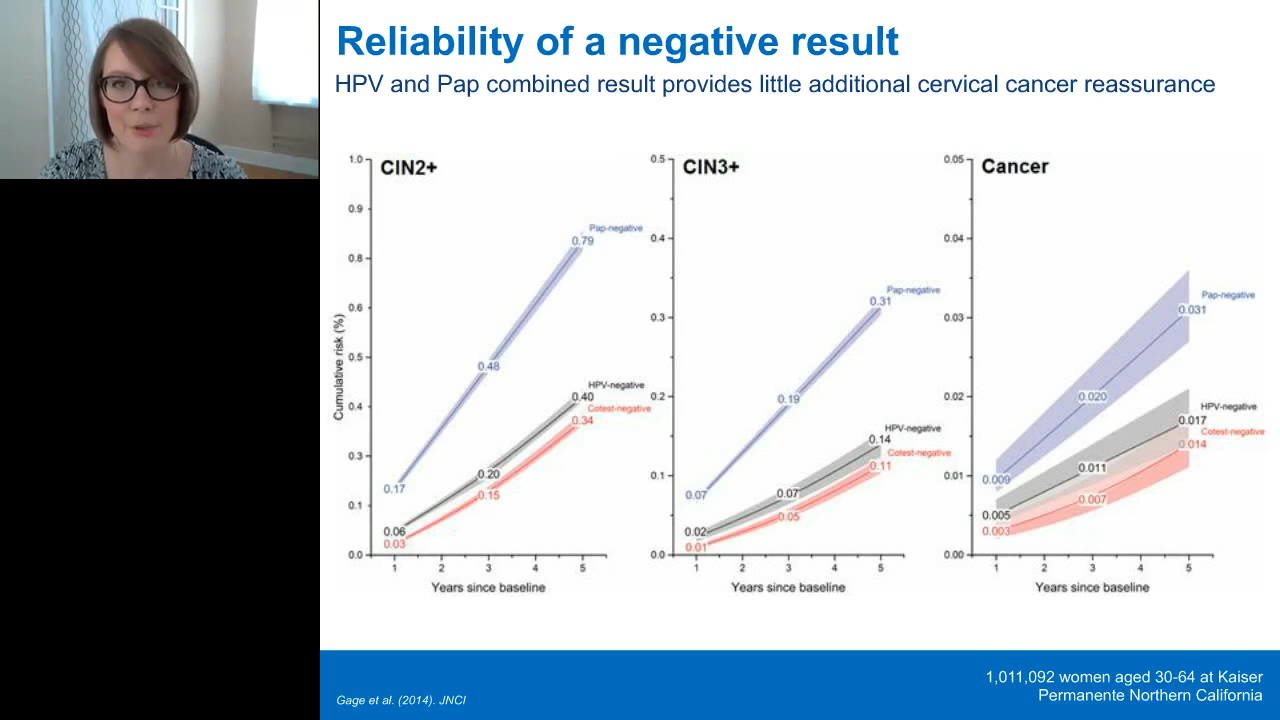 Reliability of a negative result
HPV and Pap combined result provides little additional cervical cancer reassurance
Cumulative risk (%)
CIN2+
1.0
0.9
0.8
0.6
0.5
0.4
0.3
0.1
0.0
Pap-negative
0.79
0.48
0.17
HPV-negative
0.40
0.20
0.06
Cotest-negative
0.34
0.15
0.03
1 2 3 4 5
Years since baseline
CIN3+
0.5
0.4
0.3
0.2
0.1
0.0
Pap-negative
0.31
0.19
0.07
HPV-negative
0.14
0.07
0.02
Cotest-negative
0.11
0.05
0.01
1 2 3 4 5
Years since baseline
Cancer
0.05
0.04
0.03
0.02
0.01
0.00
Pap-negative
0.031
0.020
0.009
HPV-negative
0.017
0.011
0.005
Cotest-negative
0.014
0.007
0.003
1 2 3 4 5
Years since baseline
Gage et al. (2014). JNCI
1,011,092 women aged 30-64 at Kaiser
Permanente Northern California